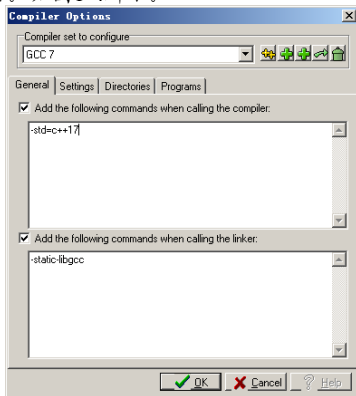 Compiler Options
Compiler set to configure
GCC 7
General Settings Directories Programs
Add the following commands when calling the compiler:
-std=c++17
Add the following commands when calling the linker:
-static-libgcc
OK Cancel ? Help